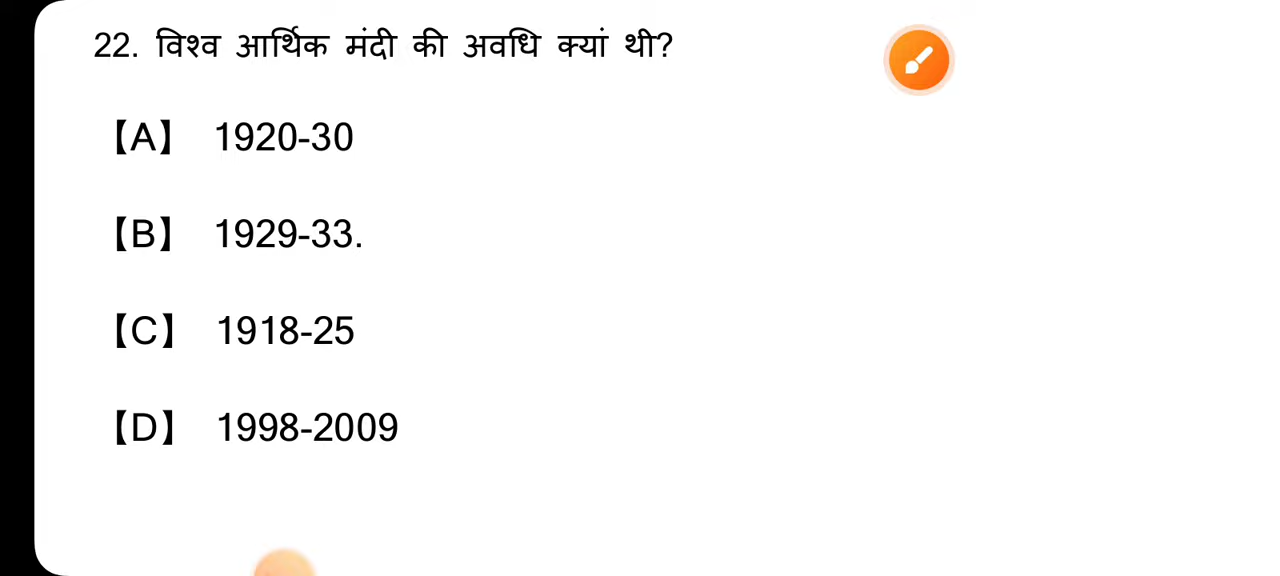 22. विश्व आर्थिक मंदी की अवधि क्यां थी?
【A】 1920-30
【B】 1929-33.
【C】 1918-25
【D】 1998-2009